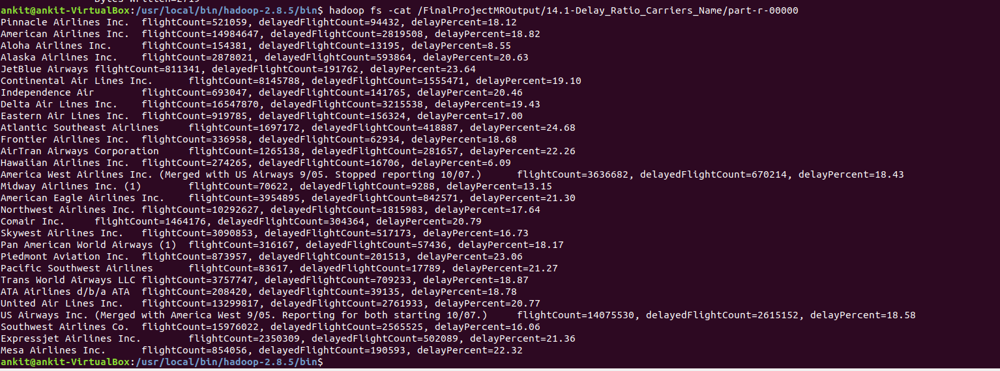 Bytes Written=2719
ankit@ankit-VirtualBox:/usr/local/bin/hadoop-2.8.5/bin$ hadoop fs -cat /FinalProjectMROutput/14.1-Delay_Ratio_Carriers_Name/part-r-00000
Pinnacle Airlines Inc. flightCount=521059, delayedFlightCount=94432, delayPercent=18.12
American Airlines Inc. flightCount=14984647, delayedFlightCount=2819508, delayPercent=18.82
Aloha Airlines Inc. flightCount=154381, delayedFlightCount=13195, delayPercent=8.55
Alaska Airlines Inc. flightCount=2878021, delayedFlightCount=593864, delayPercent=20.63
JetBlue Airways flightCount=811341, delayedFlightCount=191762, delayPercent=23.64
Continental Air Lines Inc. flightCount=8145788, delayedFlightCount=1555471, delayPercent=19.10
Independence Air flightCount=693047, delayedFlightCount=141765, delayPercent=20.46
Delta Air Lines Inc. flightCount=16547870, delayedFlightCount=3215538, delayPercent=19.43
Eastern Air Lines Inc. flightCount=919785, delayedFlightCount=156324, delayPercent=17.00
Atlantic Southeast Airlines flightCount=1697172, delayedFlightCount=418887, delayPercent=24.68
Frontier Airlines Inc. flightCount=336958, delayedFlightCount=62934, delayPercent=18.68
AirTran Airways Corporation flightCount=1265138, delayedFlightCount=281657, delayPercent=22.26
Hawaiian Airlines Inc. flightCount=274265, delayedFlightCount=16706, delayPercent=6.09
America West Airlines Inc. (Merged with US Airways 9/05. Stopped reporting 10/07.) flightCount=3636682, delayedFlightCount=670214, delayPercent=18.43
Midway Airlines Inc. (1) flightCount=70622, delayedFlightCount=9288, delayPercent=13.15
American Eagle Airlines Inc. flightCount=3954895, delayedFlightCount=842571, delayPercent=21.30
Northwest Airlines Inc. flightCount=10292627, delayedFlightCount=1815983, delayPercent=17.64
Comair Inc. flightCount=1464176, delayedFlightCount=304364, delayPercent=20.79
Skywest Airlines Inc. flightCount=3090853, delayedFlightCount=517173, delayPercent=16.73
Pan American World Airways (1) flightCount=316167, delayedFlightCount=57436, delayPercent=18.17
Piedmont Aviation Inc. flightCount=873957, delayedFlightCount=201513, delayPercent=23.06
Pacific Southwest Airlines flightCount=83617, delayedFlightCount=17789, delayPercent=21.27
Trans World Airways LLC flightCount=3757747, delayedFlightCount=709233, delayPercent=18.87
ATA Airlines d/b/a ATA flightCount=208420, delayedFlightCount=39135, delayPercent=18.78
United Air Lines Inc. flightCount=13299817, delayedFlightCount=2761933, delayPercent=20.77
US Airways Inc. (Merged with America West 9/05. Reporting for both starting 10/07.) flightCount=14075530, delayedFlightCount=2615152, delayPercent=18.58
Southwest Airlines Co. flightCount=15976022, delayedFlightCount=2565525, delayPercent=16.06
Expressjet Airlines Inc. flightCount=2350309, delayedFlightCount=502089, delayPercent=21.36
Mesa Airlines Inc. flightCount=854056, delayedFlightCount=190593, delayPercent=22.32
ankit@ankit-VirtualBox:/usr/local/bin/hadoop-2.8.5/bin$